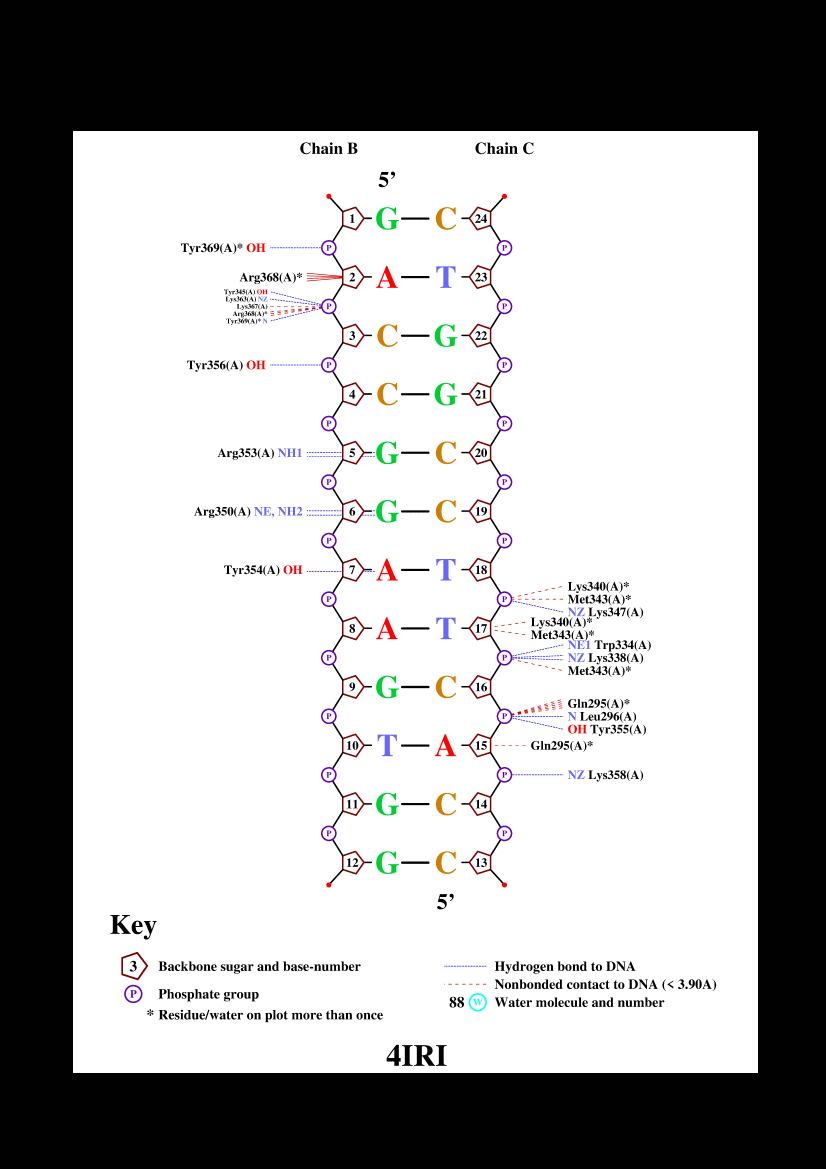 Chain B Chain C
5’
1 G C 24
Tyr369(A)* OH P P
Arg368(A)* 2 A T 23
Tyr345(A) OH
Lys363(A) NZ
Lys367(A) P P
Arg368(A)*
Tyr369(A)* N
3 C G 22
Tyr356(A) OH P P
4 C G 21
P P
Arg353(A) NH1 5 G C 20
P P
Arg350(A) NE, NH2 6 G C 19
P P
Tyr354(A) OH 7 A T 18
Lys340(A)*
P P Met343(A)*
NZ Lys347(A)
Lys340(A)*
8 A T 17
Met343(A)*
NE1 Trp334(A)
P P NZ Lys338(A)
Met343(A)*
9 G C 16
Gln295(A)*
P P N Leu296(A)
OH Tyr355(A)
10 T A 15 Gln295(A)*
P P NZ Lys358(A)
11 G C 14
P P
12 G C 13
5’
Key
3 Backbone sugar and base-number
P Phosphate group
* Residue/water on plot more than once
Hydrogen bond to DNA
Nonbonded contact to DNA (< 3.90A)
88 W Water molecule and number
4IRI